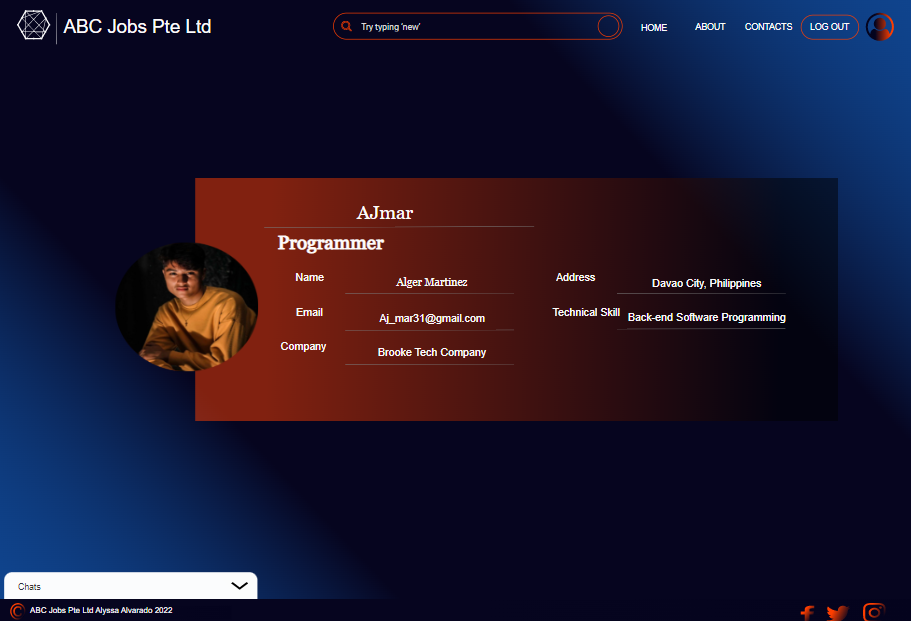 ABC Jobs Pte Ltd
Try typing 'new'
HOME
ABOUT
CONTACTS
LOG OUT
AJmar
Programmer
Name
Alger Martinez
Address
Davao City, Philippines
Email
Aj_mar31@gmail.com
Technical Skill
Back-end Software Programming
Company
Brooke Tech Company
Chats
ABC Jobs Pte Ltd Alyssa Alvarado 2022